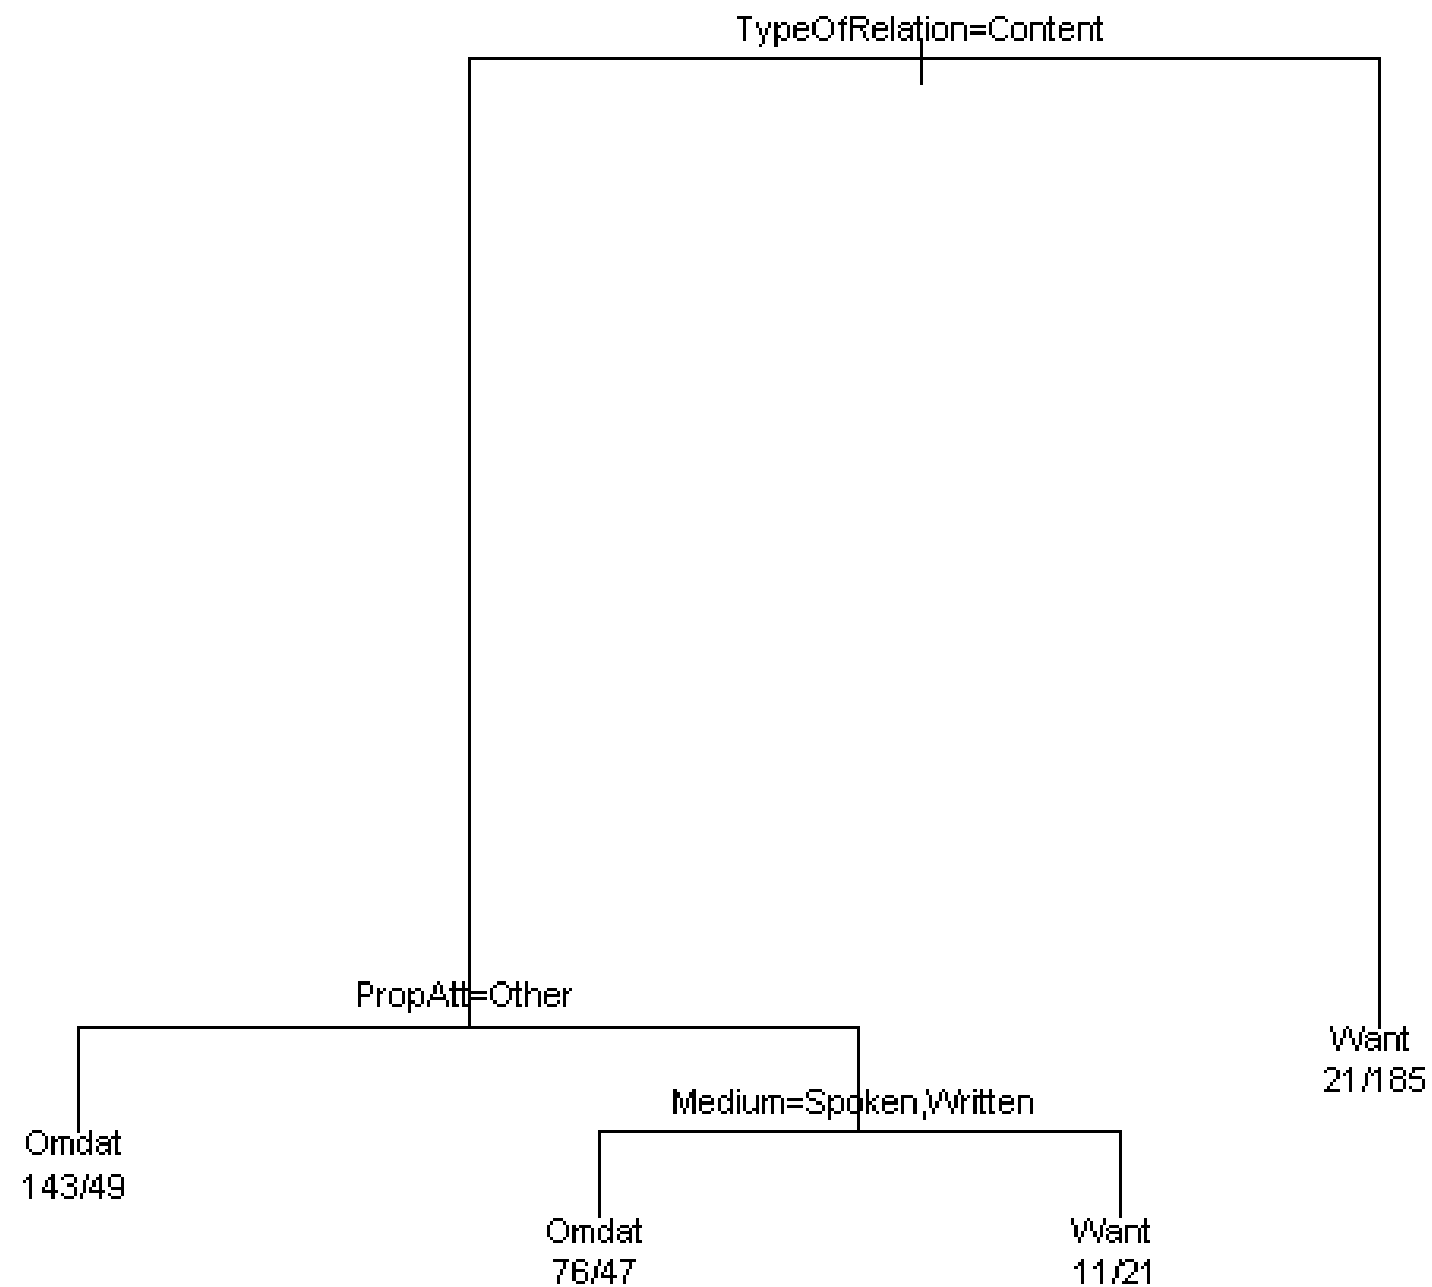 TypeOfRelation=Content
PropAtt=Other
Want
21/185
Medium=Spoken,Written
Omdat
143/49
Omdat
76/47
Want
11/21